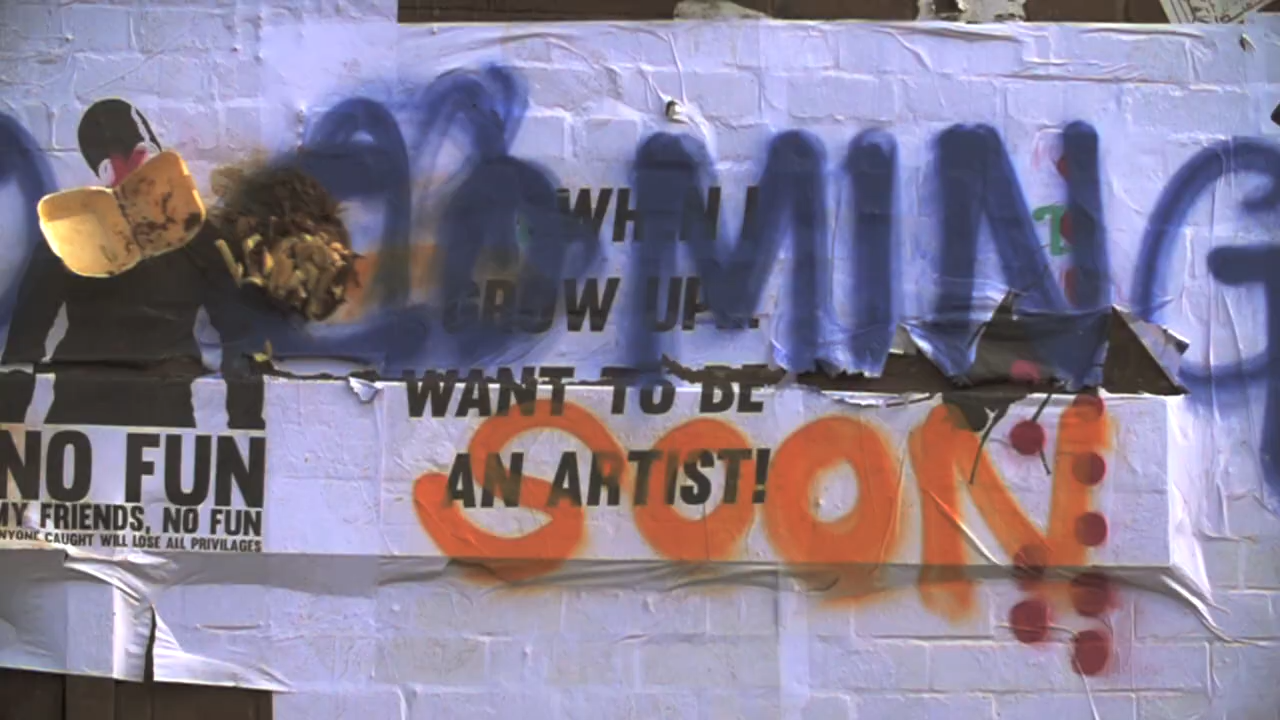 COMING
WHEN I
GROW UP...
WANT TO BE
AN ARTIST!
SOON
NO FUN
MY FRIENDS, NO FUN
ANYONE CAUGHT WILL LOSE ALL PRIVILAGES